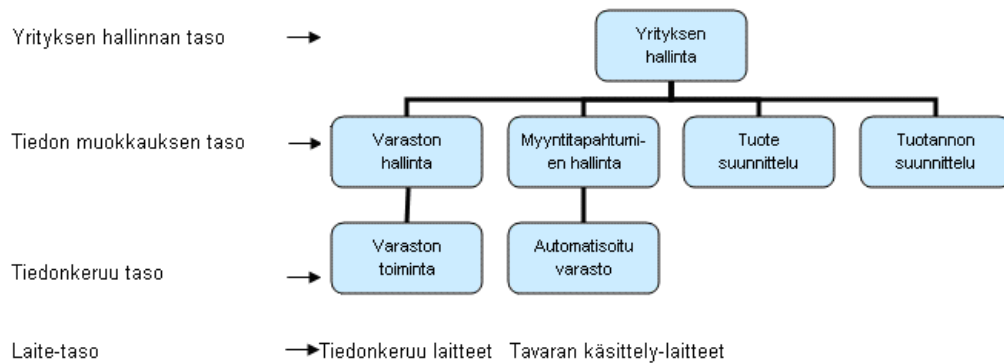 Yrityksen hallinnan taso
Yrityksen
hallinta
Tiedon muokkauksen taso
Varaston
hallinta
Myyntitapahtumi-
en hallinta
Tuote
suunnittelu
Tuotannon
suunnittelu
Tiedonkeruu taso
Varaston
toiminta
Automatisoitu
varasto
Laite-taso
Tiedonkeruu laitteet
Tavaran käsittely-laitteet